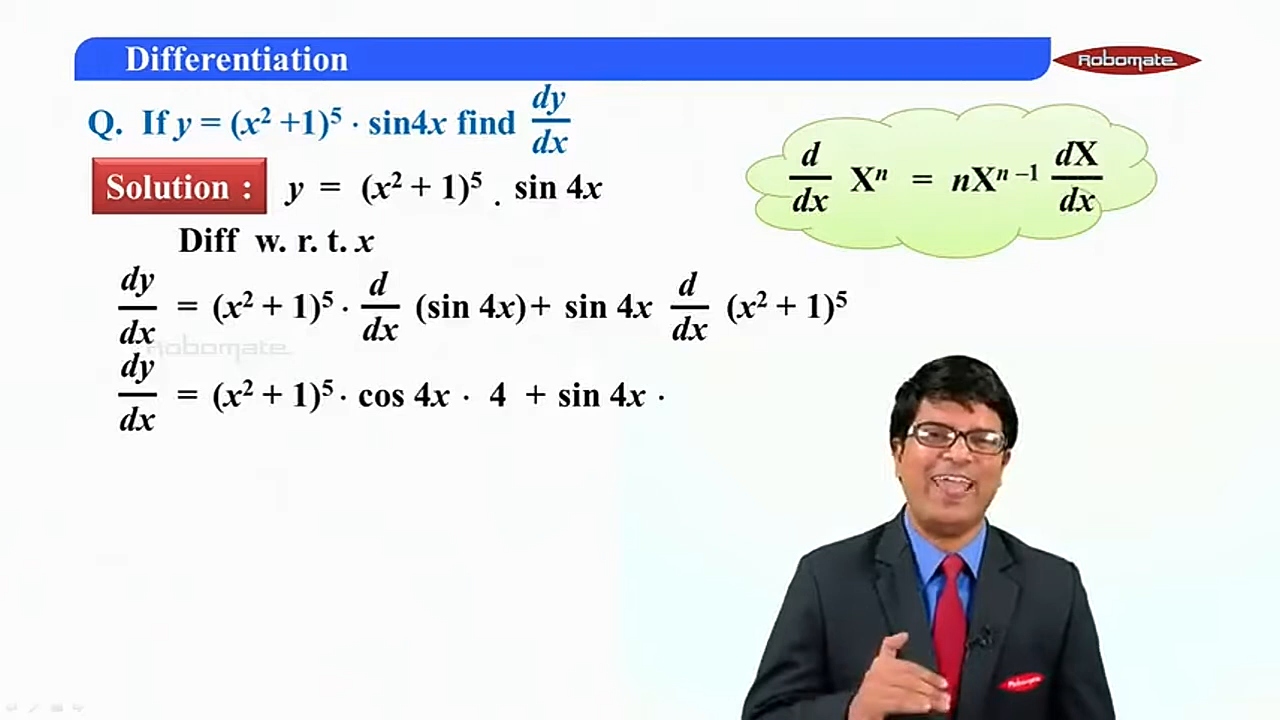 Differentiation
Robomate
Q. If y = (x² +1)⁵ · sin4x find dy/dx
Solution : y = (x² + 1)⁵ . sin 4x
d/dx Xⁿ = nXⁿ⁻¹ dX/dx
Diff w. r. t. x
dy/dx = (x² + 1)⁵ · d/dx (sin 4x) + sin 4x d/dx (x² + 1)⁵
Robomate
dy/dx = (x² + 1)⁵ · cos 4x · 4 + sin 4x ·
Robomate